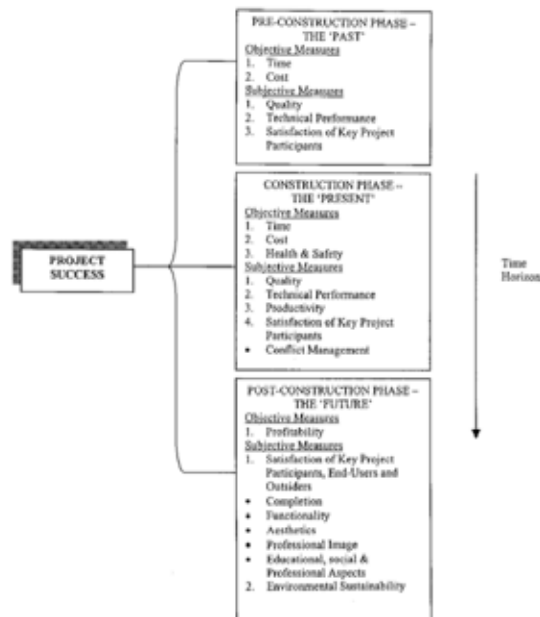 PRE-CONSTRUCTION PHASE –
THE 'PAST'
Objective Measures
1. Time
2. Cost
Subjective Measures
1. Quality
2. Technical Performance
3. Satisfaction of Key Project
Participants
CONSTRUCTION PHASE –
THE 'PRESENT'
Objective Measures
1. Time
2. Cost
3. Health & Safety
Subjective Measures
1. Quality
2. Technical Performance
3. Productivity
4. Satisfaction of Key Project
Participants
• Conflict Management
PROJECT
SUCCESS
Time
Horizon
POST-CONSTRUCTION PHASE –
THE 'FUTURE'
Objective Measures
1. Profitability
Subjective Measures
1. Satisfaction of Key Project
Participants, End-Users and
Outsiders
• Completion
• Functionality
• Aesthetics
• Professional Image
• Educational, social &
Professional Aspects
2. Environmental Sustainability